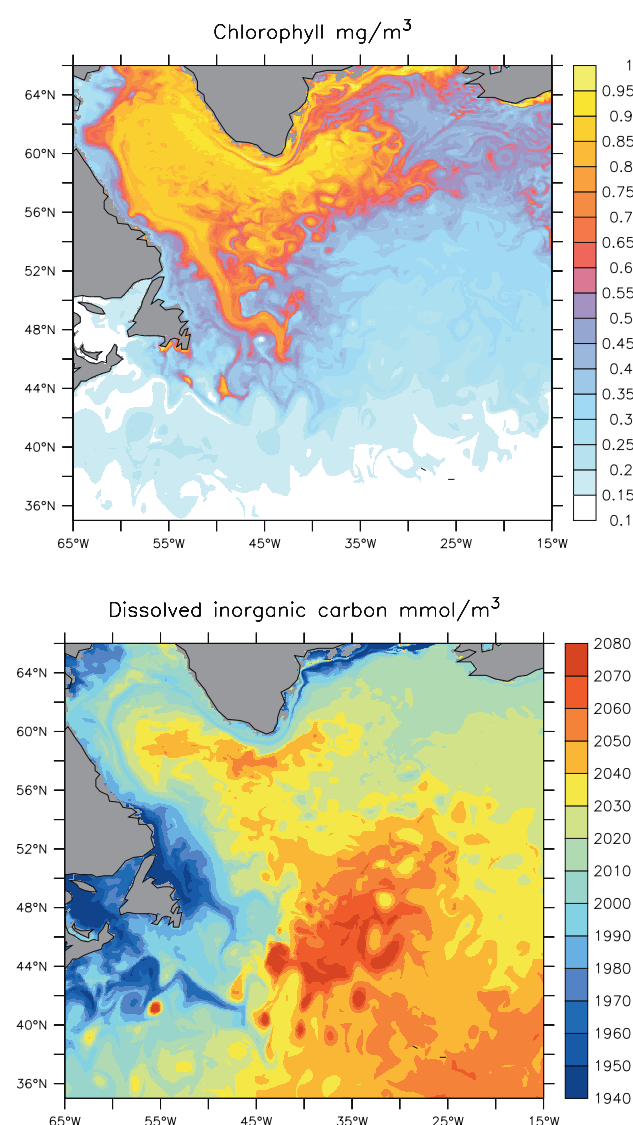 Chlorophyll mg/m³
64°N
60°N
56°N
52°N
48°N
44°N
40°N
36°N
65°W 55°W 45°W 35°W 25°W 15°W
1
0.95
0.9
0.85
0.8
0.75
0.7
0.65
0.6
0.55
0.5
0.45
0.4
0.35
0.3
0.25
0.2
0.15
0.1
Dissolved inorganic carbon mmol/m³
64°N
60°N
56°N
52°N
48°N
44°N
40°N
36°N
65°W 55°W 45°W 35°W 25°W 15°W
2080
2070
2060
2050
2040
2030
2020
2010
2000
1990
1980
1970
1960
1950
1940